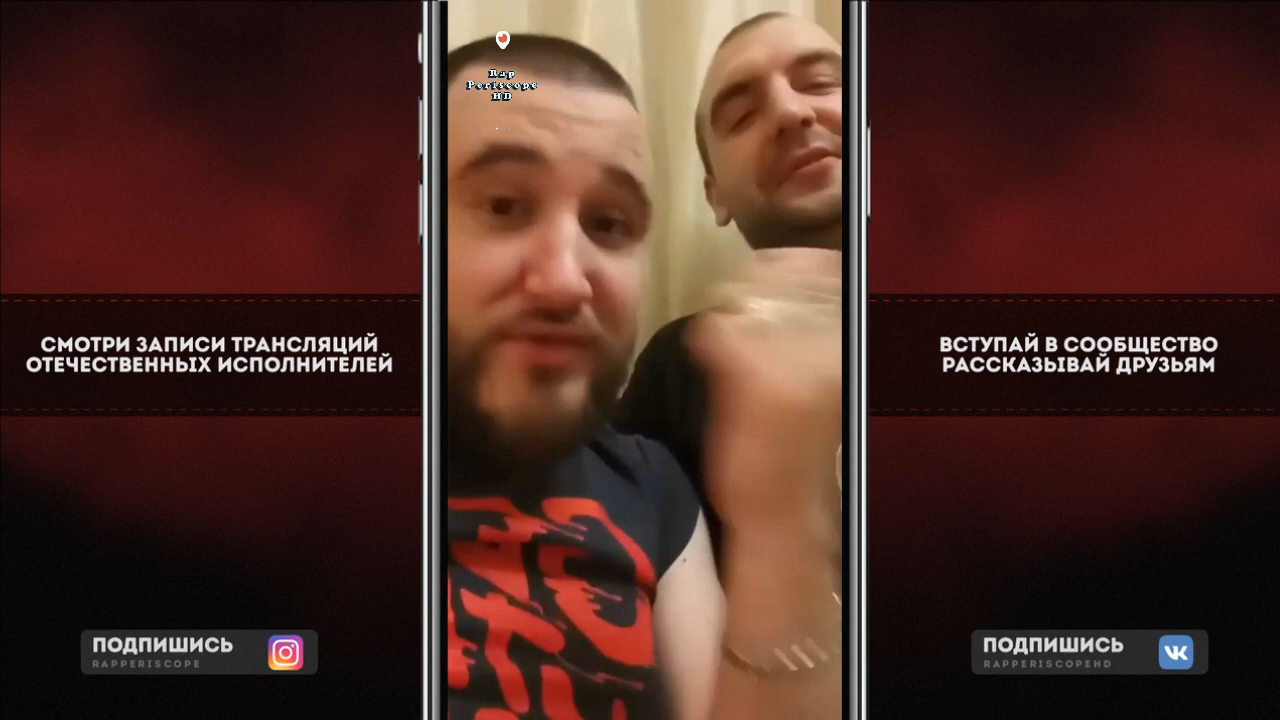 Rap
Periscope
HD
СМОТРИ ЗАПИСИ ТРАНСЛЯЦИЙ
ОТЕЧЕСТВЕННЫХ ИСПОЛНИТЕЛЕЙ
ВСТУПАЙ В СООБЩЕСТВО
РАССКАЗЫВАЙ ДРУЗЬЯМ
ПОДПИШИСЬ
RAPPERISCOPE
ПОДПИШИСЬ
RAPPERISCOPEHD